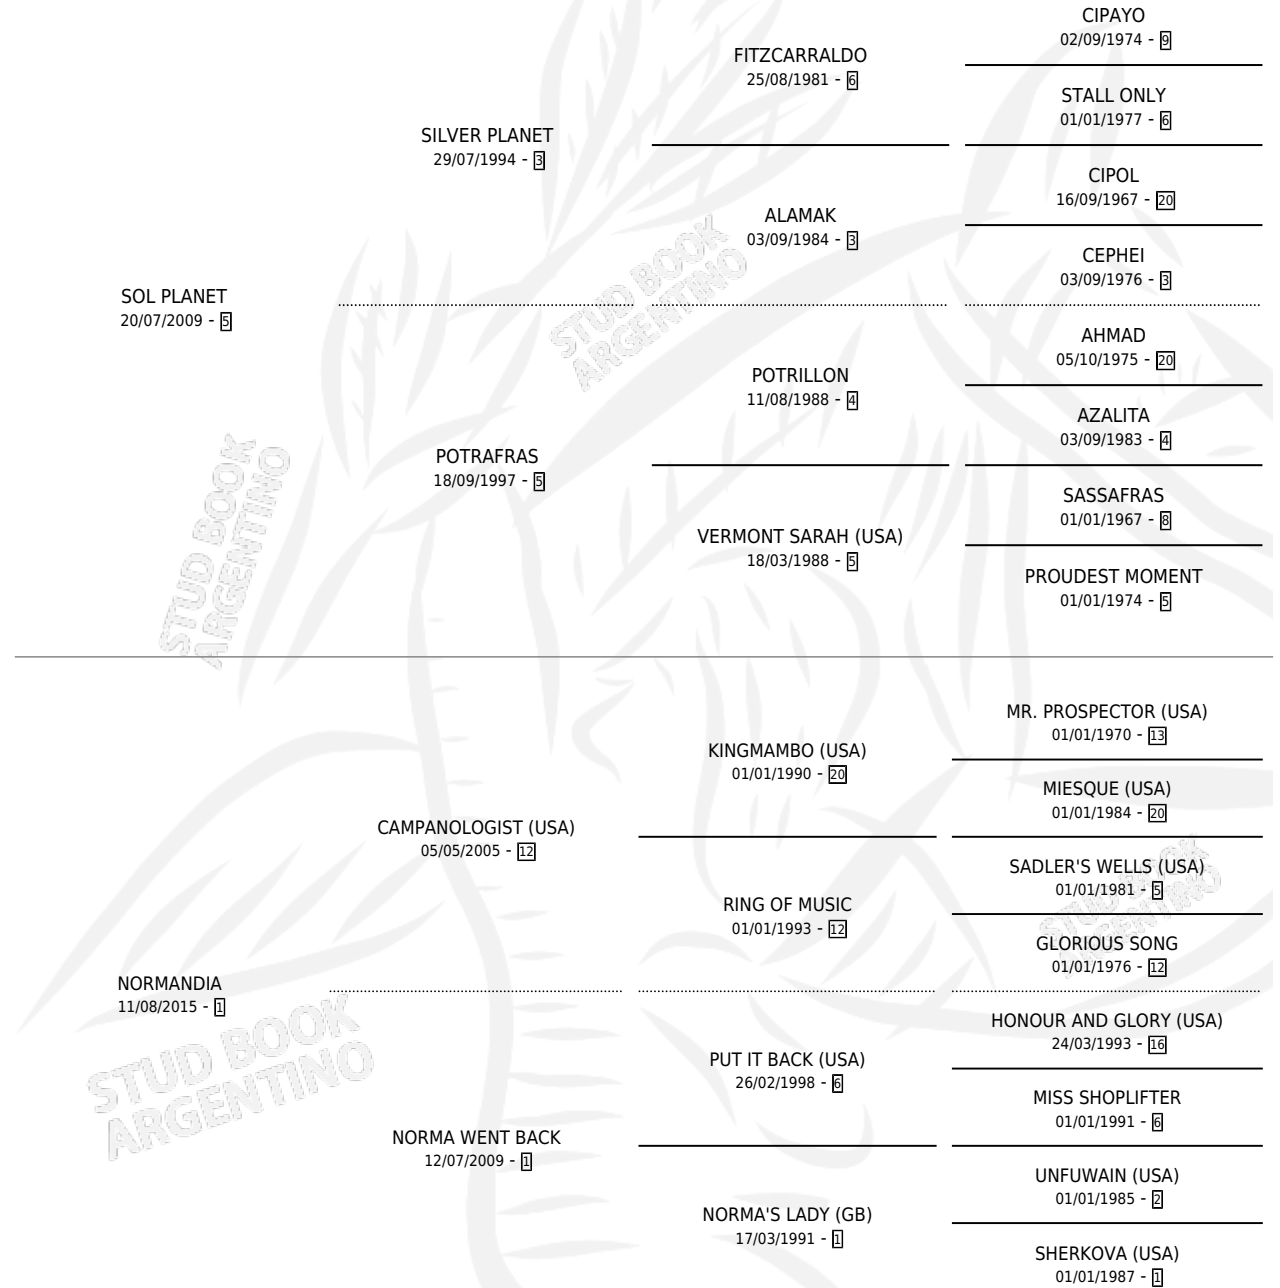 CIPAYO
02/09/1974 - 9
FITZCARRALDO
25/08/1981 - 6
STALL ONLY
01/01/1977 - 6
SILVER PLANET
29/07/1994 - 3
CIPOL
16/09/1967 - 20
ALAMAK
03/09/1984 - 3
CEPHEI
03/09/1976 - 3
SOL PLANET
20/07/2009 - 5
AHMAD
05/10/1975 - 20
POTRILLON
11/08/1988 - 4
AZALITA
03/09/1983 - 4
POTRAFRAS
18/09/1997 - 5
SASSAFRAS
01/01/1967 - 8
VERMONT SARAH (USA)
18/03/1988 - 5
PROUDEST MOMENT
01/01/1974 - 5
STUD BOOK
ARGENTINO
STUD BOOK
ARGENTINO
MR. PROSPECTOR (USA)
01/01/1970 - 13
KINGMAMBO (USA)
01/01/1990 - 20
MIESQUE (USA)
01/01/1984 - 20
CAMPANOLOGIST (USA)
05/05/2005 - 12
SADLER'S WELLS (USA)
01/01/1981 - 5
RING OF MUSIC
01/01/1993 - 12
GLORIOUS SONG
01/01/1976 - 12
STUD BOOK
ARGENTINO
NORMANDIA
11/08/2015 - 1
HONOUR AND GLORY (USA)
24/03/1993 - 16
PUT IT BACK (USA)
26/02/1998 - 6
MISS SHOPLIFTER
01/01/1991 - 6
NORMA WENT BACK
12/07/2009 - 1
UNFUWAIN (USA)
01/01/1985 - 2
NORMA'S LADY (GB)
17/03/1991 - 1
SHERKOVA (USA)
01/01/1987 - 1
STUD BOOK
ARGENTINO